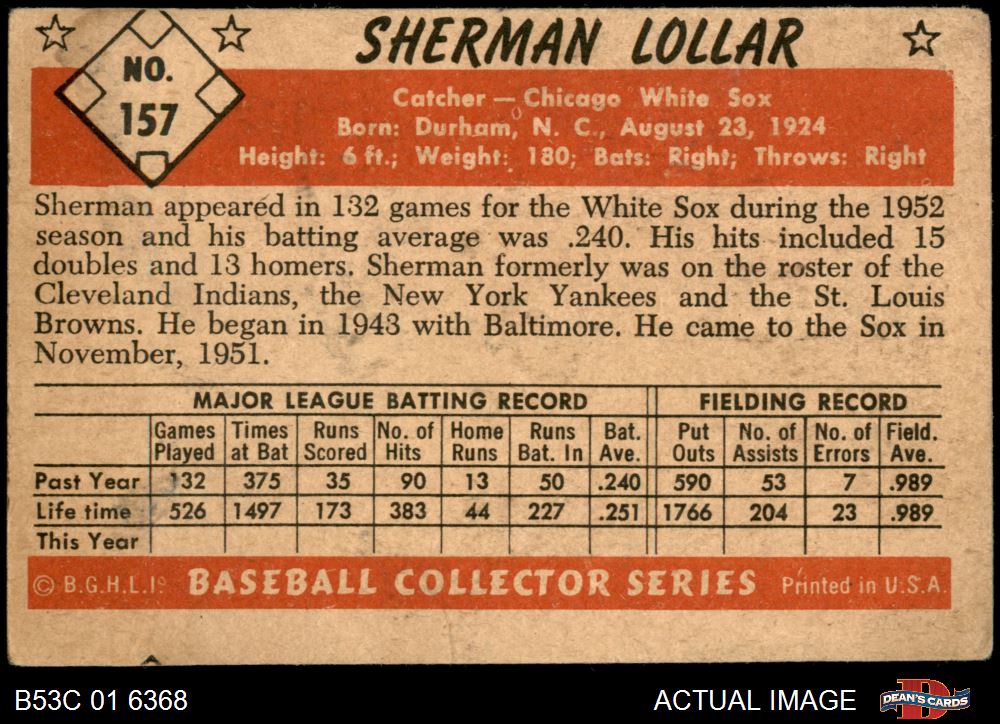 SHERMAN LOLLAR
NO.
157
Catcher — Chicago White Sox
Born: Durham, N. C., August 23, 1924
Height: 6 ft.; Weight: 180; Bats: Right; Throws: Right
Sherman appeared in 132 games for the White Sox during the 1952
season and his batting average was .240. His hits included 15
doubles and 13 homers. Sherman formerly was on the roster of the
Cleveland Indians, the New York Yankees and the St. Louis
Browns. He began in 1943 with Baltimore. He came to the Sox in
November, 1951.
MAJOR LEAGUE BATTING RECORD FIELDING RECORD
Games Times Runs No. of Home Runs Bat. Put No. of No. of Field.
Played at Bat Scored Hits Runs Bat. In Ave. Outs Assists Errors Ave.
Past Year 132 375 35 90 13 50 .240 590 53 7 .989
Life time 526 1497 173 383 44 227 .251 1766 204 23 .989
This Year
© B.G.H.L.I. BASEBALL COLLECTOR SERIES Printed in U.S.A.
B53C 01 6368 ACTUAL IMAGE DEAN'S CARDS